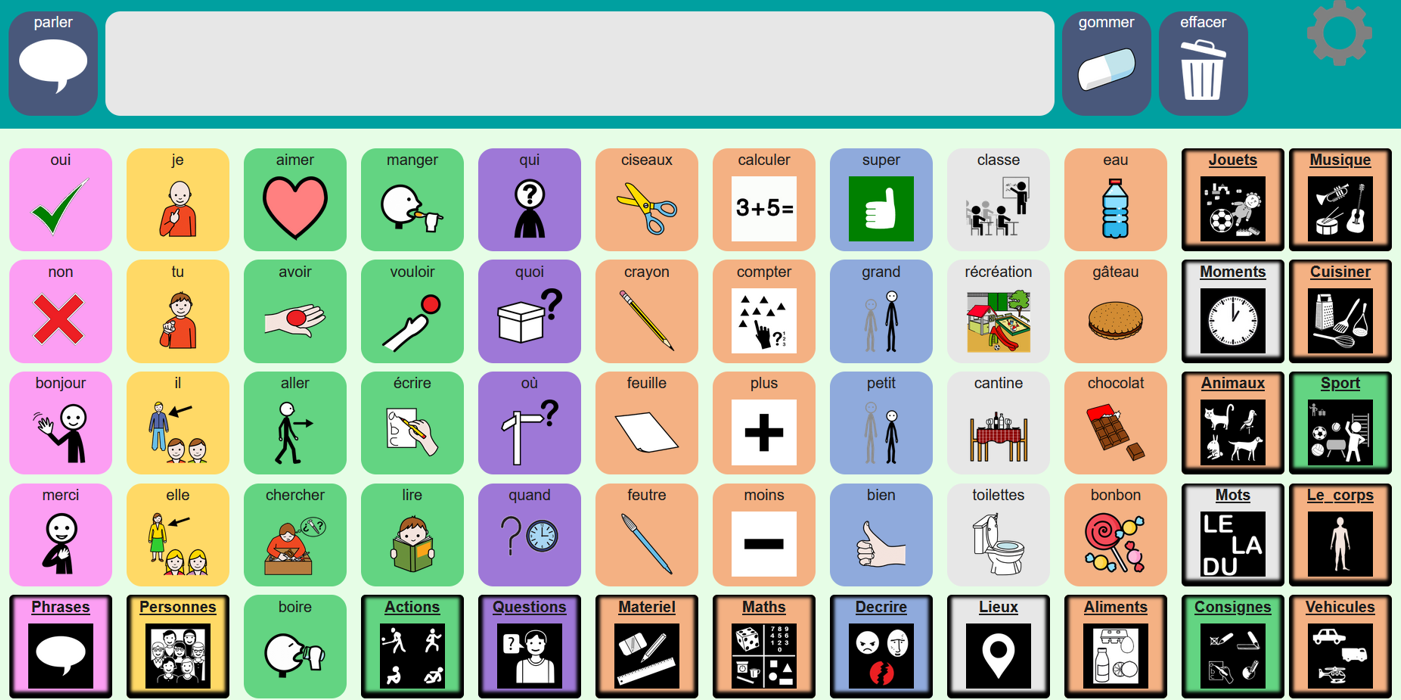 parler
gommer
effacer
oui
je
aimer
manger
qui
ciseaux
calculer
super
classe
eau
Jouets
Musique
3+5=
non
tu
avoir
vouloir
quoi
crayon
compter
grand
récréation
gâteau
Moments
Cuisiner
bonjour
il
aller
écrire
où
feuille
plus
petit
cantine
chocolat
Animaux
Sport
merci
elle
chercher
lire
quand
feutre
moins
bien
toilettes
bonbon
Mots
Le corps
LE
LA
DU
Phrases
Personnes
boire
Actions
Questions
Materiel
Maths
Decrire
Lieux
Aliments
Consignes
Vehicules